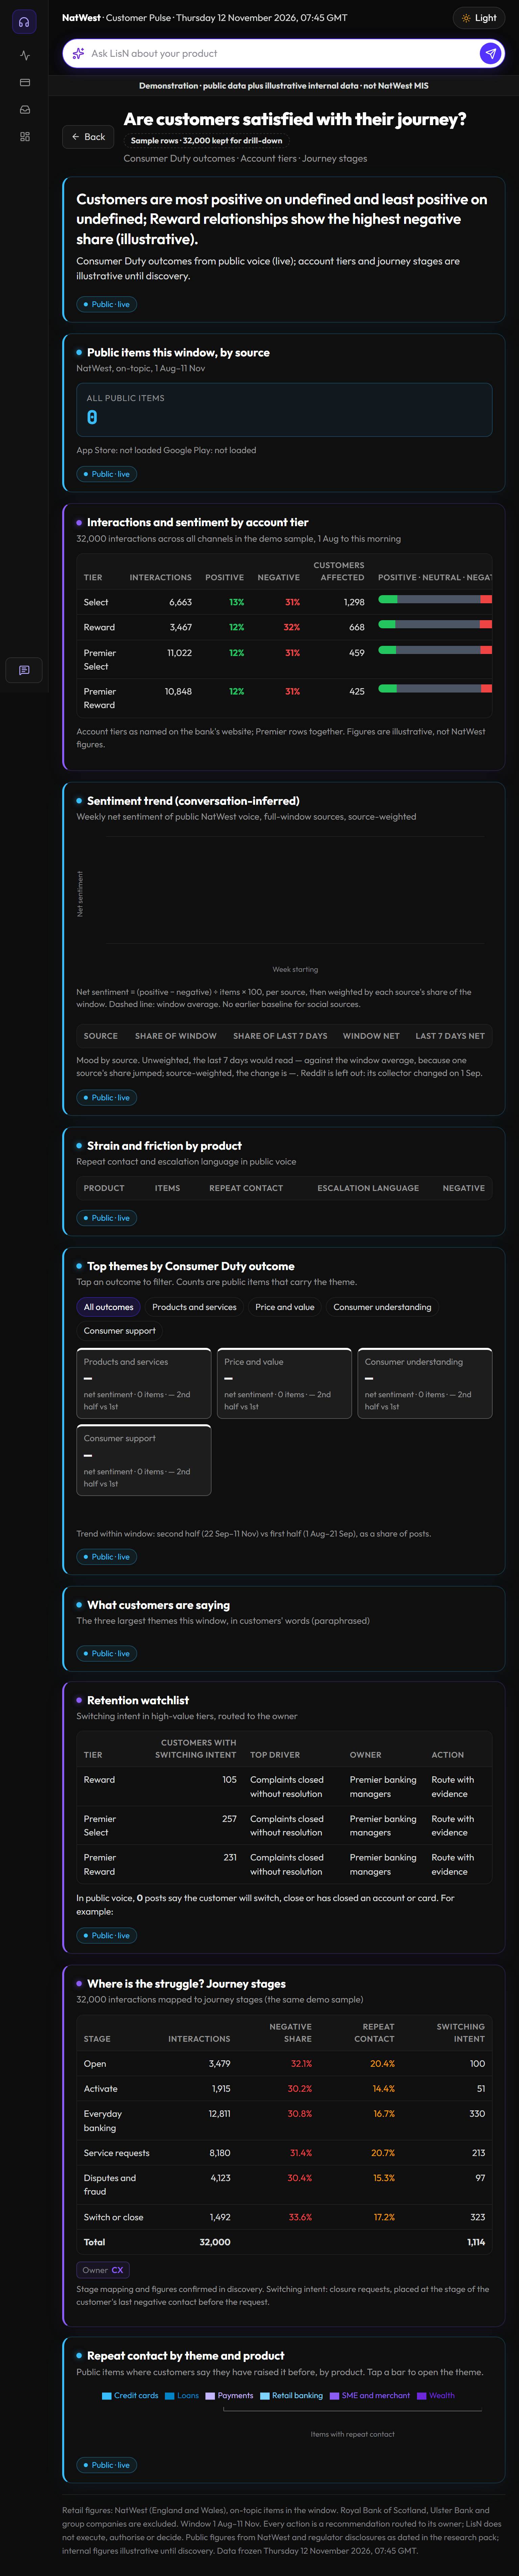 NatWest · Customer Pulse · Thursday 12 November 2026, 07:45 GMT
Light
Ask LisN about your product
Demonstration · public data plus illustrative internal data · not NatWest MIS
Back
Are customers satisfied with their journey?
Sample rows · 32,000 kept for drill-down
Consumer Duty outcomes · Account tiers · Journey stages
Customers are most positive on undefined and least positive on
undefined; Reward relationships show the highest negative
share (illustrative).
Consumer Duty outcomes from public voice (live); account tiers and journey stages are
illustrative until discovery.
Public · live
Public items this window, by source
NatWest, on-topic, 1 Aug–11 Nov
ALL PUBLIC ITEMS
0
App Store: not loaded Google Play: not loaded
Public · live
Interactions and sentiment by account tier
32,000 interactions across all channels in the demo sample, 1 Aug to this morning
TIER INTERACTIONS POSITIVE NEGATIVE CUSTOMERS AFFECTED POSITIVE · NEUTRAL · NEGAT
Select 6,663 13% 31% 1,298
Reward 3,467 12% 32% 668
Premier Select 11,022 12% 31% 459
Premier Reward 10,848 12% 31% 425
Account tiers as named on the bank's website; Premier rows together. Figures are illustrative, not NatWest
figures.
Sentiment trend (conversation-inferred)
Weekly net sentiment of public NatWest voice, full-window sources, source-weighted
Net sentiment
Week starting
Net sentiment = (positive − negative) ÷ items × 100, per source, then weighted by each source's share of the
window. Dashed line: window average. No earlier baseline for social sources.
SOURCE SHARE OF WINDOW SHARE OF LAST 7 DAYS WINDOW NET LAST 7 DAYS NET
Mood by source. Unweighted, the last 7 days would read — against the window average, because one
source's share jumped; source-weighted, the change is —. Reddit is left out: its collector changed on 1 Sep.
Public · live
Strain and friction by product
Repeat contact and escalation language in public voice
PRODUCT ITEMS REPEAT CONTACT ESCALATION LANGUAGE NEGATIVE
Public · live
Top themes by Consumer Duty outcome
Tap an outcome to filter. Counts are public items that carry the theme.
All outcomes Products and services Price and value Consumer understanding
Consumer support
Products and services
—
net sentiment · 0 items · — 2nd
half vs 1st
Price and value
—
net sentiment · 0 items · — 2nd
half vs 1st
Consumer understanding
—
net sentiment · 0 items · — 2nd
half vs 1st
Consumer support
—
net sentiment · 0 items · — 2nd
half vs 1st
Trend within window: second half (22 Sep–11 Nov) vs first half (1 Aug–21 Sep), as a share of posts.
Public · live
What customers are saying
The three largest themes this window, in customers' words (paraphrased)
Public · live
Retention watchlist
Switching intent in high-value tiers, routed to the owner
TIER CUSTOMERS WITH SWITCHING INTENT TOP DRIVER OWNER ACTION
Reward 105 Complaints closed without resolution Premier banking managers Route with evidence
Premier Select 257 Complaints closed without resolution Premier banking managers Route with evidence
Premier Reward 231 Complaints closed without resolution Premier banking managers Route with evidence
In public voice, 0 posts say the customer will switch, close or has closed an account or card. For
example:
Public · live
Where is the struggle? Journey stages
32,000 interactions mapped to journey stages (the same demo sample)
STAGE INTERACTIONS NEGATIVE SHARE REPEAT CONTACT SWITCHING INTENT
Open 3,479 32.1% 20.4% 100
Activate 1,915 30.2% 14.4% 51
Everyday banking 12,811 30.8% 16.7% 330
Service requests 8,180 31.4% 20.7% 213
Disputes and fraud 4,123 30.4% 15.3% 97
Switch or close 1,492 33.6% 17.2% 323
Total 32,000 1,114
Owner CX
Stage mapping and figures confirmed in discovery. Switching intent: closure requests, placed at the stage of the
customer's last negative contact before the request.
Repeat contact by theme and product
Public items where customers say they have raised it before, by product. Tap a bar to open the theme.
Credit cards Loans Payments Retail banking SME and merchant Wealth
Items with repeat contact
Public · live
Retail figures: NatWest (England and Wales), on-topic items in the window. Royal Bank of Scotland, Ulster Bank and
group companies are excluded. Window 1 Aug–11 Nov. Every action is a recommendation routed to its owner; LisN does
not execute, authorise or decide. Public figures from NatWest and regulator disclosures as dated in the research pack;
internal figures illustrative until discovery. Data frozen Thursday 12 November 2026, 07:45 GMT.